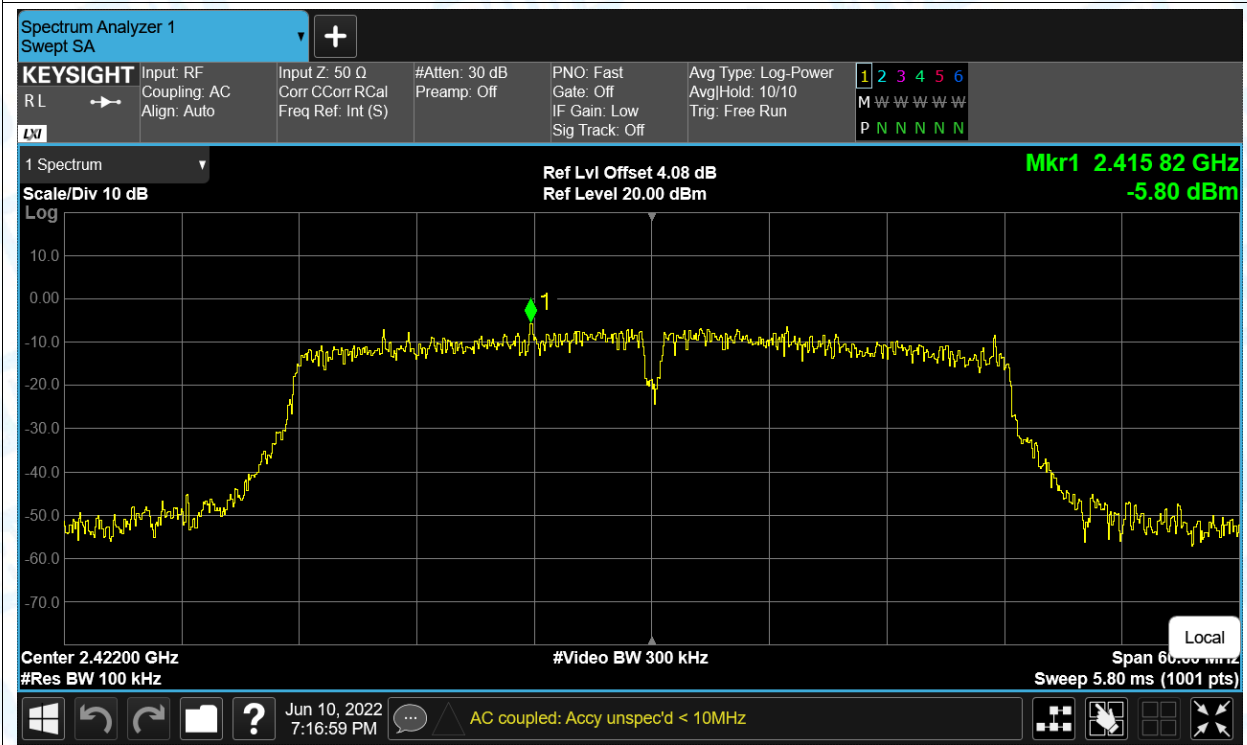 Spectrum Analyzer 1
Swept SA
+
KEYSIGHT
R L
LXI
Input: RF
Coupling: AC
Align: Auto
Input Z: 50 Ω
Corr CCorr RCal
Freq Ref: Int (S)
#Atten: 30 dB
Preamp: Off
PNO: Fast
Gate: Off
IF Gain: Low
Sig Track: Off
Avg Type: Log-Power
Avg|Hold: 10/10
Trig: Free Run
1 2 3 4 5 6
M W W W W W
P N N N N N
1 Spectrum
Scale/Div 10 dB
Log
Ref Lvl Offset 4.08 dB
Ref Level 20.00 dBm
Mkr1 2.415 82 GHz
-5.80 dBm
1
10.0
0.00
-10.0
-20.0
-30.0
-40.0
-50.0
-60.0
-70.0
Local
Center 2.42200 GHz
#Video BW 300 kHz
Span 60.00 MHz
#Res BW 100 kHz
Sweep 5.80 ms (1001 pts)
?
Jun 10, 2022
7:16:59 PM
AC coupled: Accy unspec'd < 10MHz